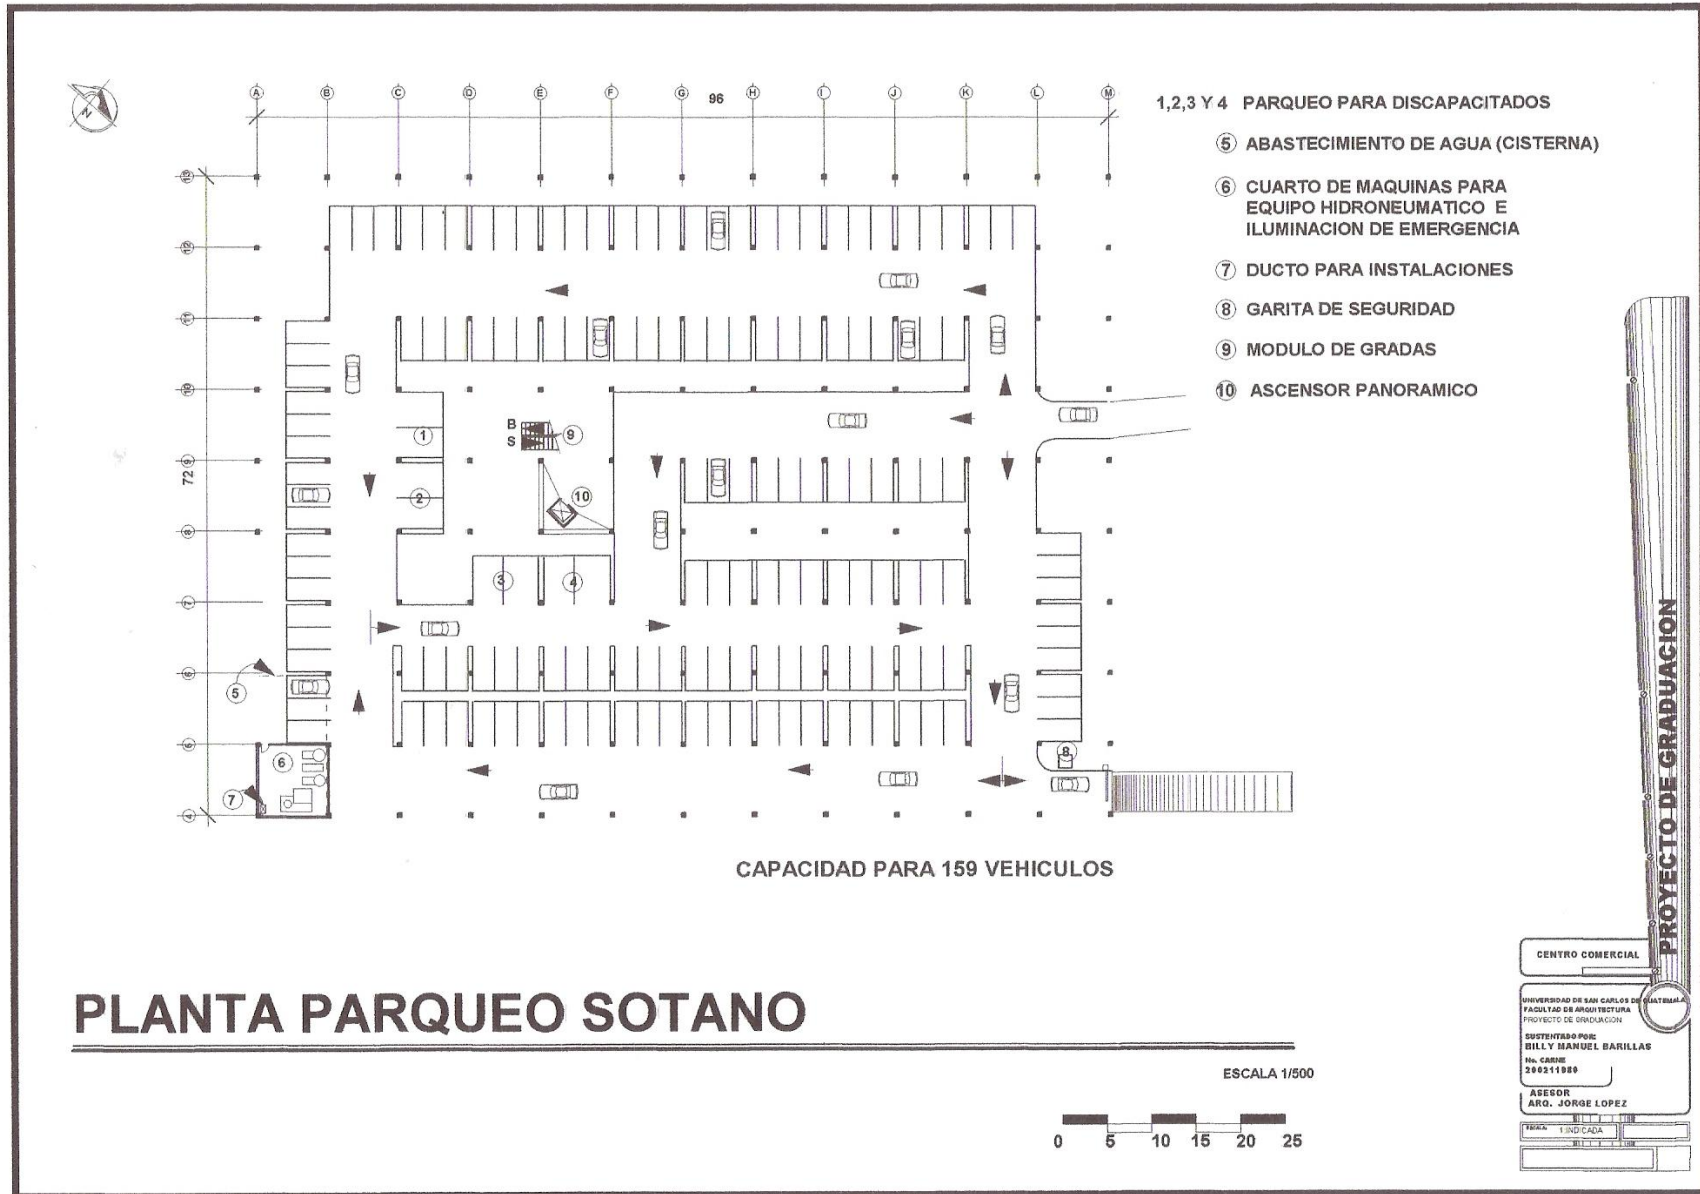 N
A B C D E F G H I J K L M
96
1,2,3 Y 4 PARQUEO PARA DISCAPACITADOS
5 ABASTECIMIENTO DE AGUA (CISTERNA)
6 CUARTO DE MAQUINAS PARA
EQUIPO HIDRONEUMATICO E
ILUMINACION DE EMERGENCIA
7 DUCTO PARA INSTALACIONES
8 GARITA DE SEGURIDAD
9 MODULO DE GRADAS
10 ASCENSOR PANORAMICO
13
12
11
10
9
72
8
7
6
4
1
2
3
4
B
S
9
10
5
6
7
8
CAPACIDAD PARA 159 VEHICULOS
PLANTA PARQUEO SOTANO
ESCALA 1/500
0 5 10 15 20 25
PROYECTO DE GRADUACION
CENTRO COMERCIAL
UNIVERSIDAD DE SAN CARLOS DE GUATEMALA
FACULTAD DE ARQUITECTURA
PROYECTO DE GRADUACION
SUSTENTADO POR:
BILLY MANUEL BARILLAS
No. CARNE
ASESOR
ARQ. JORGE LOPEZ
ESCALA:
INDICADA